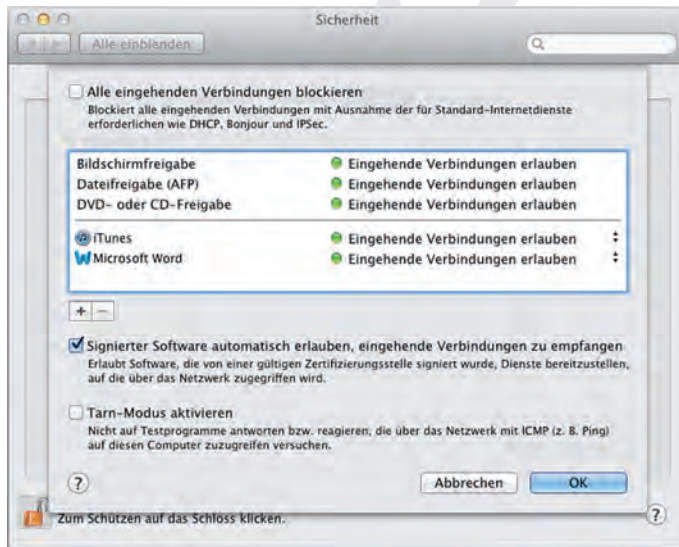 Sicherheit
Alle einblenden
Alle eingehenden Verbindungen blockieren
Blockiert alle eingehenden Verbindungen mit Ausnahme der für Standard-Internetdienste
erforderlichen wie DHCP, Bonjour und IPSec.
Bildschirmfreigabe Eingehende Verbindungen erlauben
Dateifreigabe (AFP) Eingehende Verbindungen erlauben
DVD- oder CD-Freigabe Eingehende Verbindungen erlauben
iTunes Eingehende Verbindungen erlauben
Microsoft Word Eingehende Verbindungen erlauben
+ −
Signierter Software automatisch erlauben, eingehende Verbindungen zu empfangen
Erlaubt Software, die von einer gültigen Zertifizierungsstelle signiert wurde, Dienste bereitzustellen,
auf die über das Netzwerk zugegriffen wird.
Tarn-Modus aktivieren
Nicht auf Testprogramme antworten bzw. reagieren, die über das Netzwerk mit ICMP (z. B. Ping)
auf diesen Computer zuzugreifen versuchen.
? Abbrechen OK
Zum Schützen auf das Schloss klicken. ?